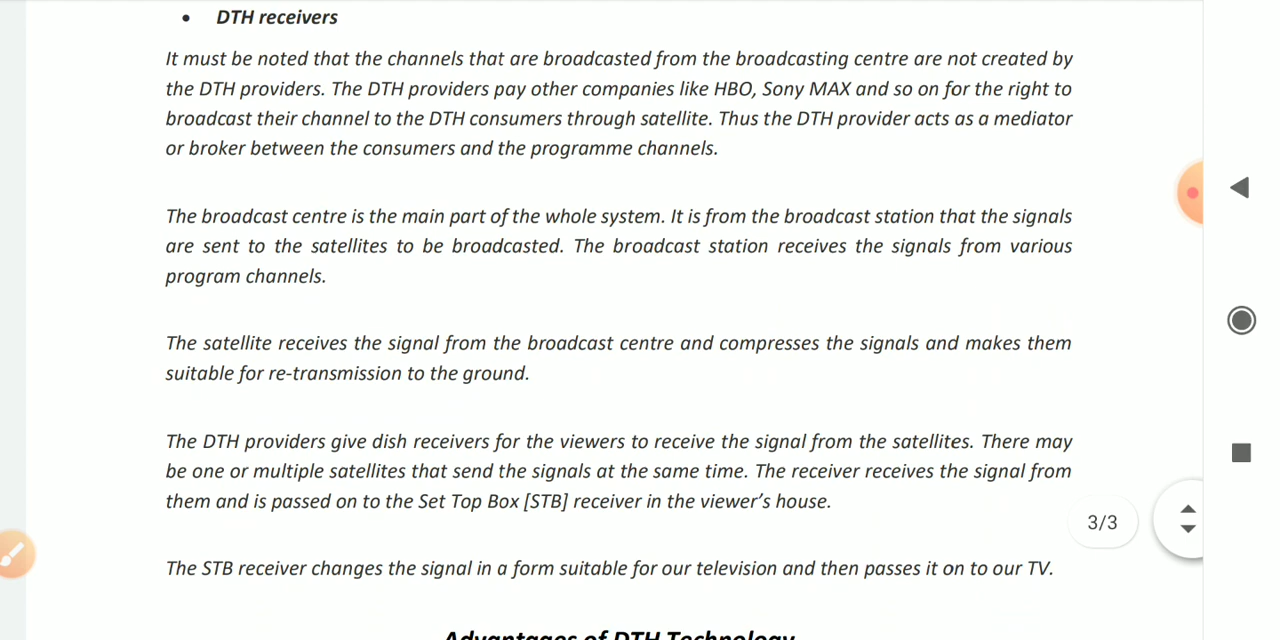 • DTH receivers
It must be noted that the channels that are broadcasted from the broadcasting centre are not created by
the DTH providers. The DTH providers pay other companies like HBO, Sony MAX and so on for the right to
broadcast their channel to the DTH consumers through satellite. Thus the DTH provider acts as a mediator
or broker between the consumers and the programme channels.
The broadcast centre is the main part of the whole system. It is from the broadcast station that the signals
are sent to the satellites to be broadcasted. The broadcast station receives the signals from various
program channels.
The satellite receives the signal from the broadcast centre and compresses the signals and makes them
suitable for re-transmission to the ground.
The DTH providers give dish receivers for the viewers to receive the signal from the satellites. There may
be one or multiple satellites that send the signals at the same time. The receiver receives the signal from
them and is passed on to the Set Top Box [STB] receiver in the viewer's house.
3/3
The STB receiver changes the signal in a form suitable for our television and then passes it on to our TV.
Advantages of DTH Technology